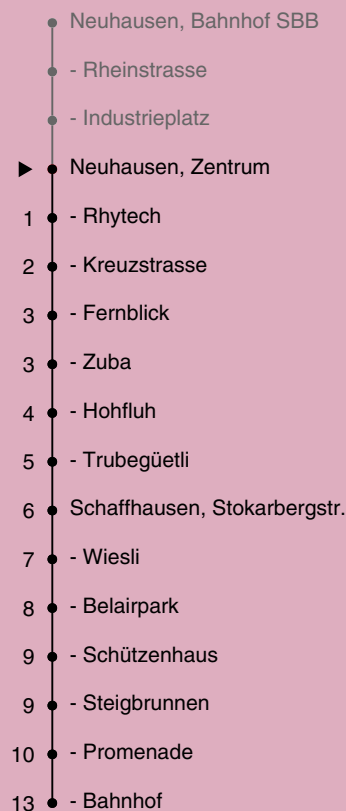 Neuhausen, Bahnhof SBB
- Rheinstrasse
- Industrieplatz
Neuhausen, Zentrum
1 - Rhytech
2 - Kreuzstrasse
3 - Fernblick
3 - Zuba
4 - Hohfluh
5 - Trubegüetli
6 Schaffhausen, Stokarbergstr.
7 - Wiesli
8 - Belairpark
9 - Schützenhaus
9 - Steigbrunnen
10 - Promenade
13 - Bahnhof